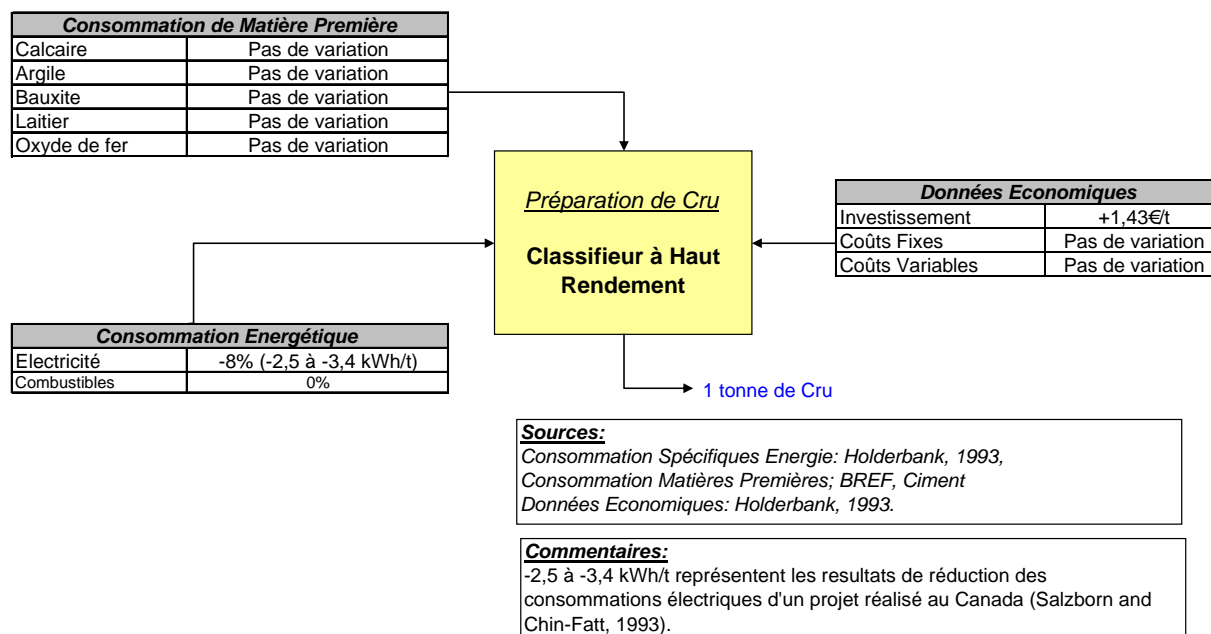 Consommation de Matière Première
Calcaire Pas de variation
Argile Pas de variation
Bauxite Pas de variation
Laitier Pas de variation
Oxyde de fer Pas de variation
Préparation de Cru
Classifieur à Haut
Rendement
Données Economiques
Investissement +1,43€/t
Coûts Fixes Pas de variation
Coûts Variables Pas de variation
Consommation Energétique
Electricité -8% (-2,5 à -3,4 kWh/t)
Combustibles 0%
1 tonne de Cru
Sources:
Consommation Spécifiques Energie: Holderbank, 1993,
Consommation Matières Premières; BREF, Ciment
Données Economiques: Holderbank, 1993.
Commentaires:
-2,5 à -3,4 kWh/t représentent les resultats de réduction des
consommations électriques d'un projet réalisé au Canada (Salzborn and
Chin-Fatt, 1993).